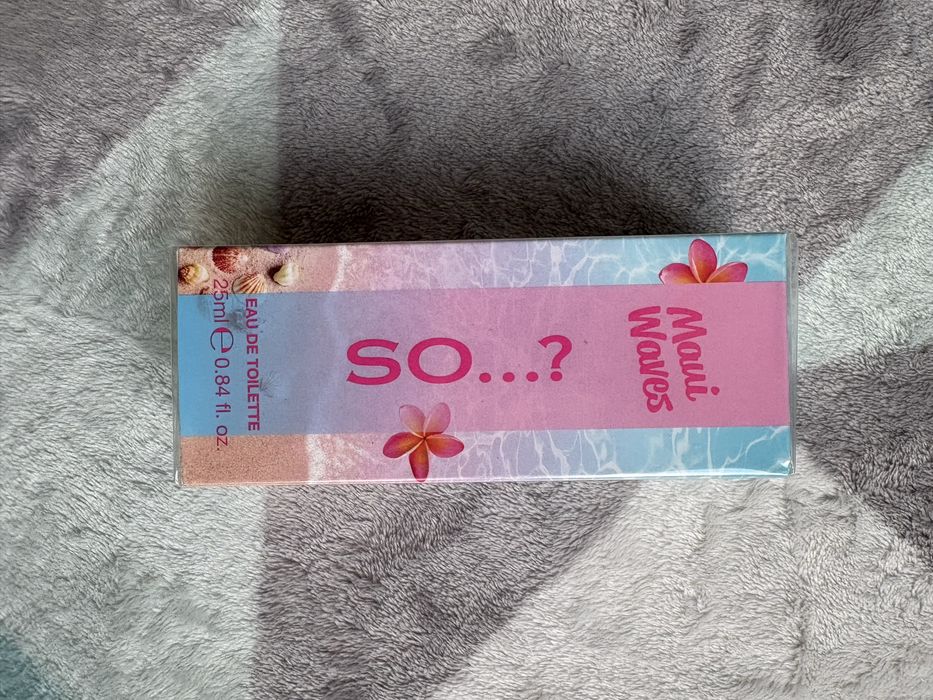 Maui
Waves
SO...?
EAU DE TOILETTE
25ml ℮ 0.84 fl. oz.